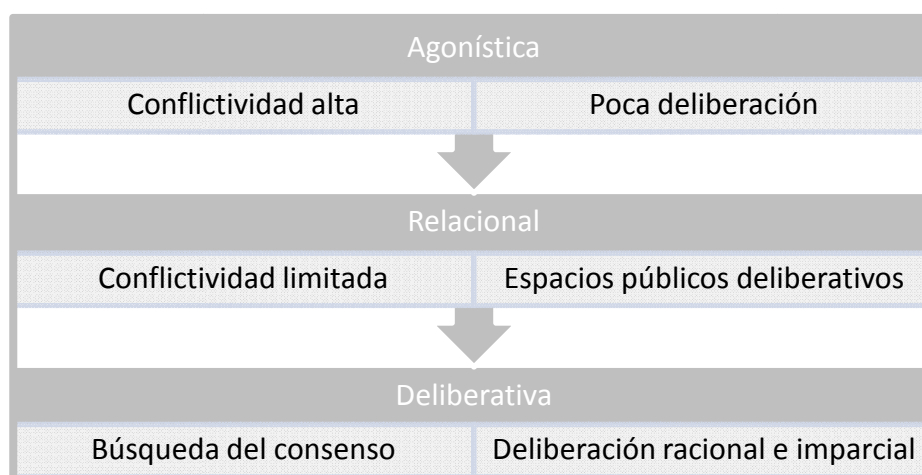 Agonística
Conflictividad alta
Poca deliberación
Relacional
Conflictividad limitada
Espacios públicos deliberativos
Deliberativa
Búsqueda del consenso
Deliberación racional e imparcial